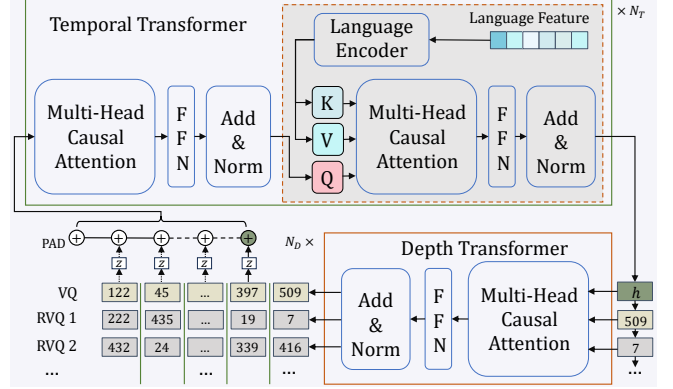 Temporal Transformer
Language Encoder
Language Feature
× N_T
Multi-Head Causal Attention
F F N
Add & Norm
K
V
Q
Multi-Head Causal Attention
F F N
Add & Norm
PAD + + + + +
z z z z
N_D ×
Depth Transformer
VQ 122 45 ... 397 509
RVQ 1 222 435 ... 19 7
RVQ 2 432 24 ... 339 416
... ... ...
Add & Norm
F F N
Multi-Head Causal Attention
h
509
7
...